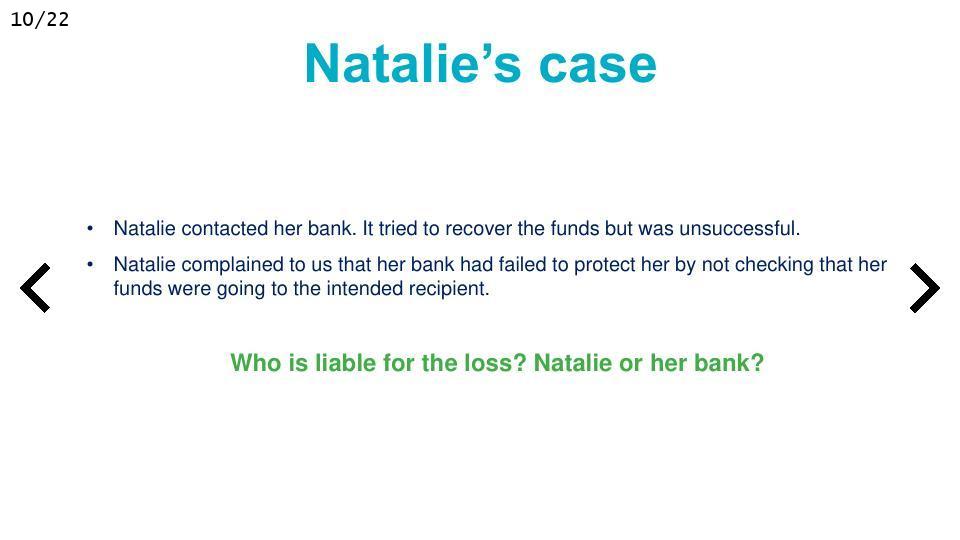 10/22
Natalie’s case
• Natalie contacted her bank. It tried to recover the funds but was unsuccessful.
• Natalie complained to us that her bank had failed to protect her by not checking that her
funds were going to the intended recipient.
Who is liable for the loss? Natalie or her bank?